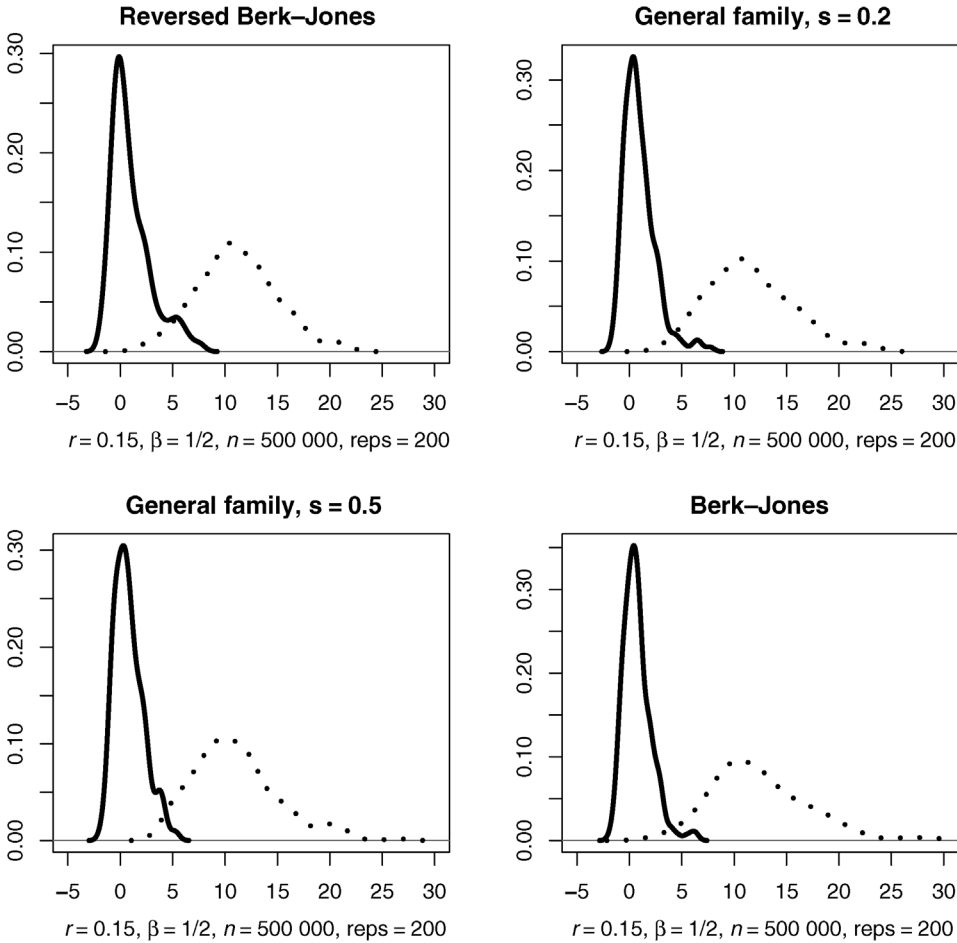 Reversed Berk–Jones
0.30
0.20
0.10
0.00
−5 0 5 10 15 20 25 30
r = 0.15, β = 1/2, n = 500 000, reps = 200
General family, s = 0.2
0.30
0.20
0.10
0.00
−5 0 5 10 15 20 25 30
r = 0.15, β = 1/2, n = 500 000, reps = 200
General family, s = 0.5
0.30
0.20
0.10
0.00
−5 0 5 10 15 20 25 30
r = 0.15, β = 1/2, n = 500 000, reps = 200
Berk–Jones
0.30
0.20
0.10
0.00
−5 0 5 10 15 20 25 30
r = 0.15, β = 1/2, n = 500 000, reps = 200